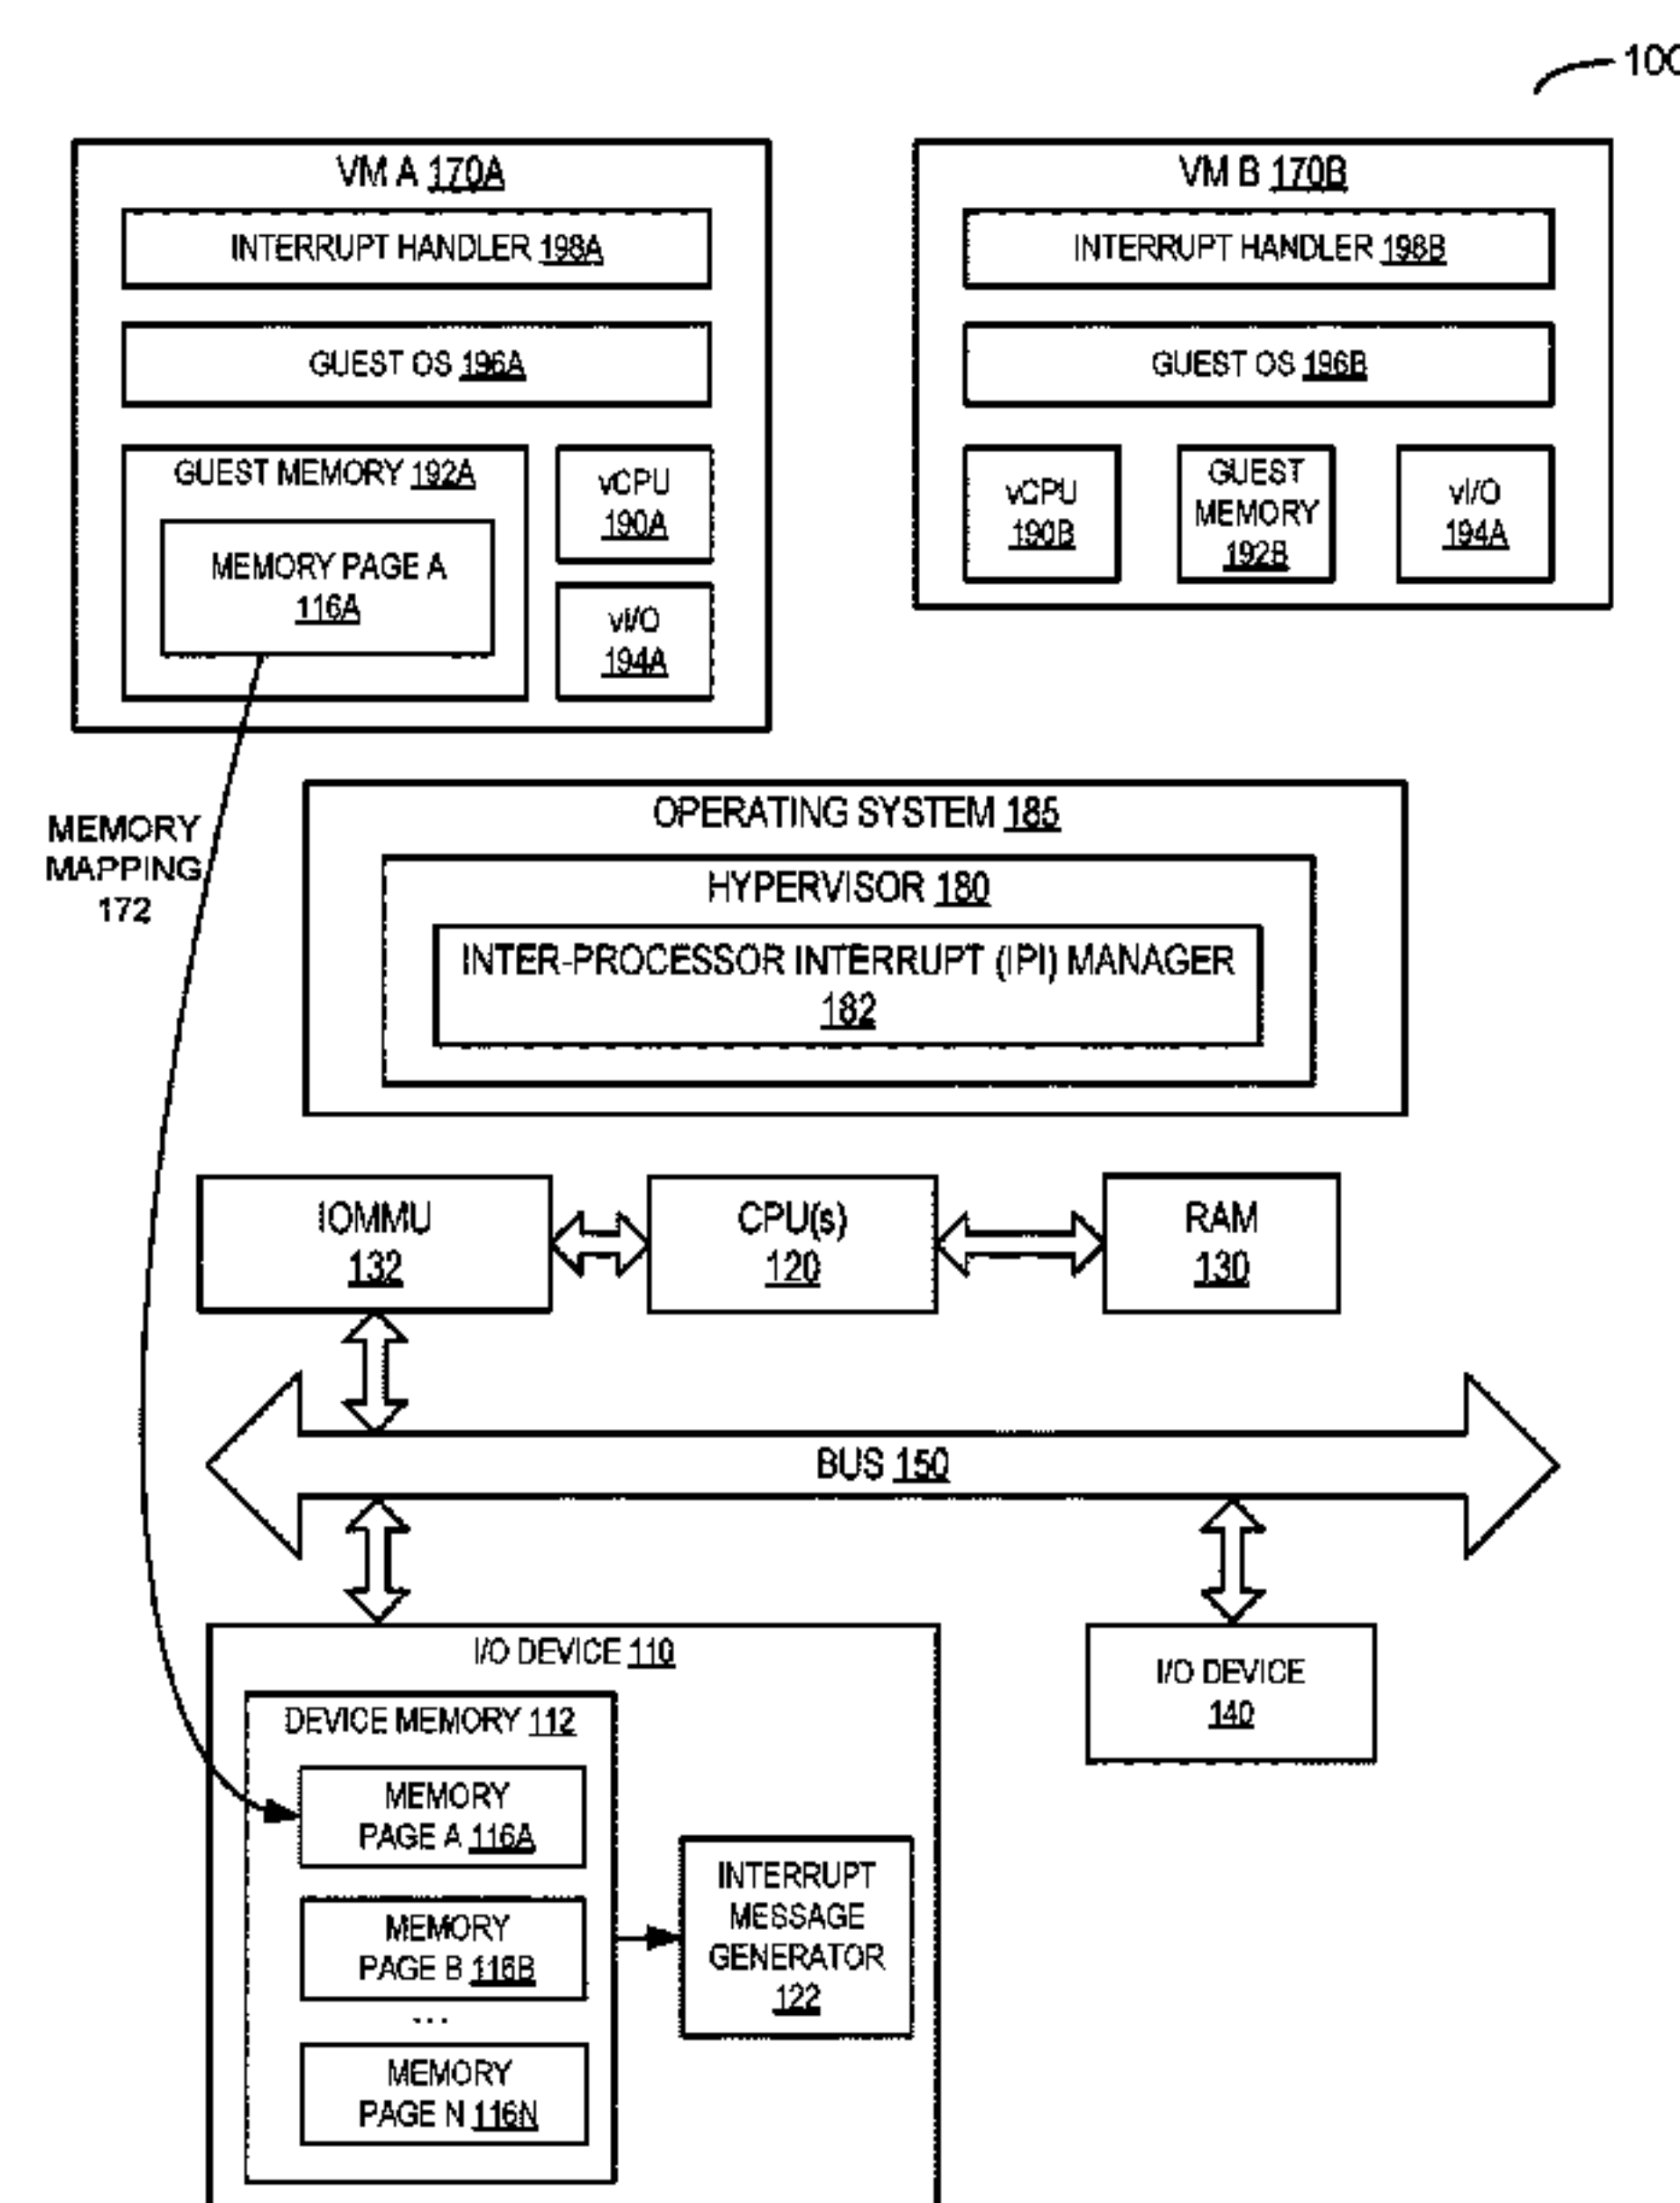 100
VM A 170A
INTERRUPT HANDLER 198A
GUEST OS 196A
GUEST MEMORY 192A
MEMORY PAGE A
116A
vCPU
190A
vI/O
194A
VM B 170B
INTERRUPT HANDLER 198B
GUEST OS 196B
vCPU
190B
GUEST
MEMORY
192B
vI/O
194A
MEMORY
MAPPING
172
OPERATING SYSTEM 185
HYPERVISOR 180
INTER-PROCESSOR INTERRUPT (IPI) MANAGER
182
IOMMU
132
CPU(s)
120
RAM
130
BUS 150
I/O DEVICE 110
DEVICE MEMORY 112
MEMORY
PAGE A 116A
MEMORY
PAGE B 116B
...
MEMORY
PAGE N 116N
INTERRUPT
MESSAGE
GENERATOR
122
I/O DEVICE
140